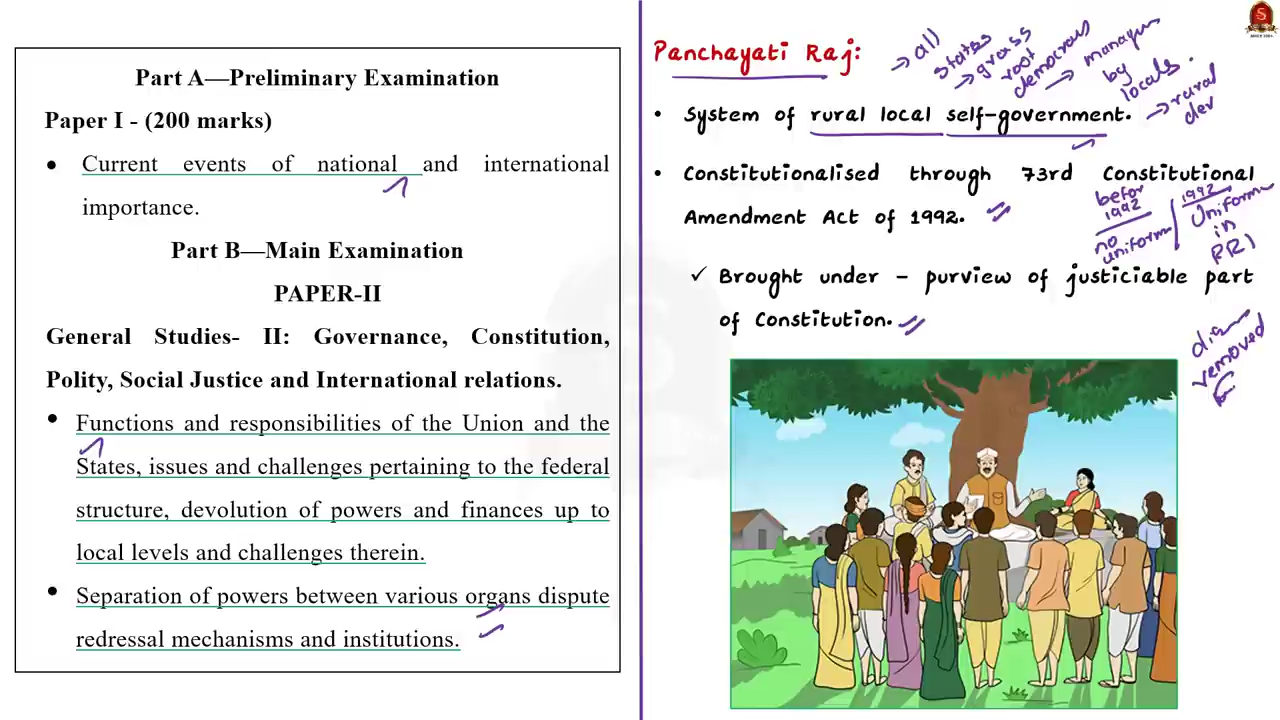 Part A—Preliminary Examination
Paper I - (200 marks)
• Current events of national and international
importance.
Part B—Main Examination
PAPER-II
General Studies- II: Governance, Constitution,
Polity, Social Justice and International relations.
• Functions and responsibilities of the Union and the
States, issues and challenges pertaining to the federal
structure, devolution of powers and finances up to
local levels and challenges therein.
• Separation of powers between various organs dispute
redressal mechanisms and institutions.
Panchayati Raj:
→ all
states
→ grass
root
→
by
locals.
→ rural
dev
• System of rural local self-government.
• Constitutionalised through 73rd Constitutional
Amendment Act of 1992.
1992
no
uniform
1992
Uniform
in
PRI
✓ Brought under - purview of justiciable part
of Constitution.
removed